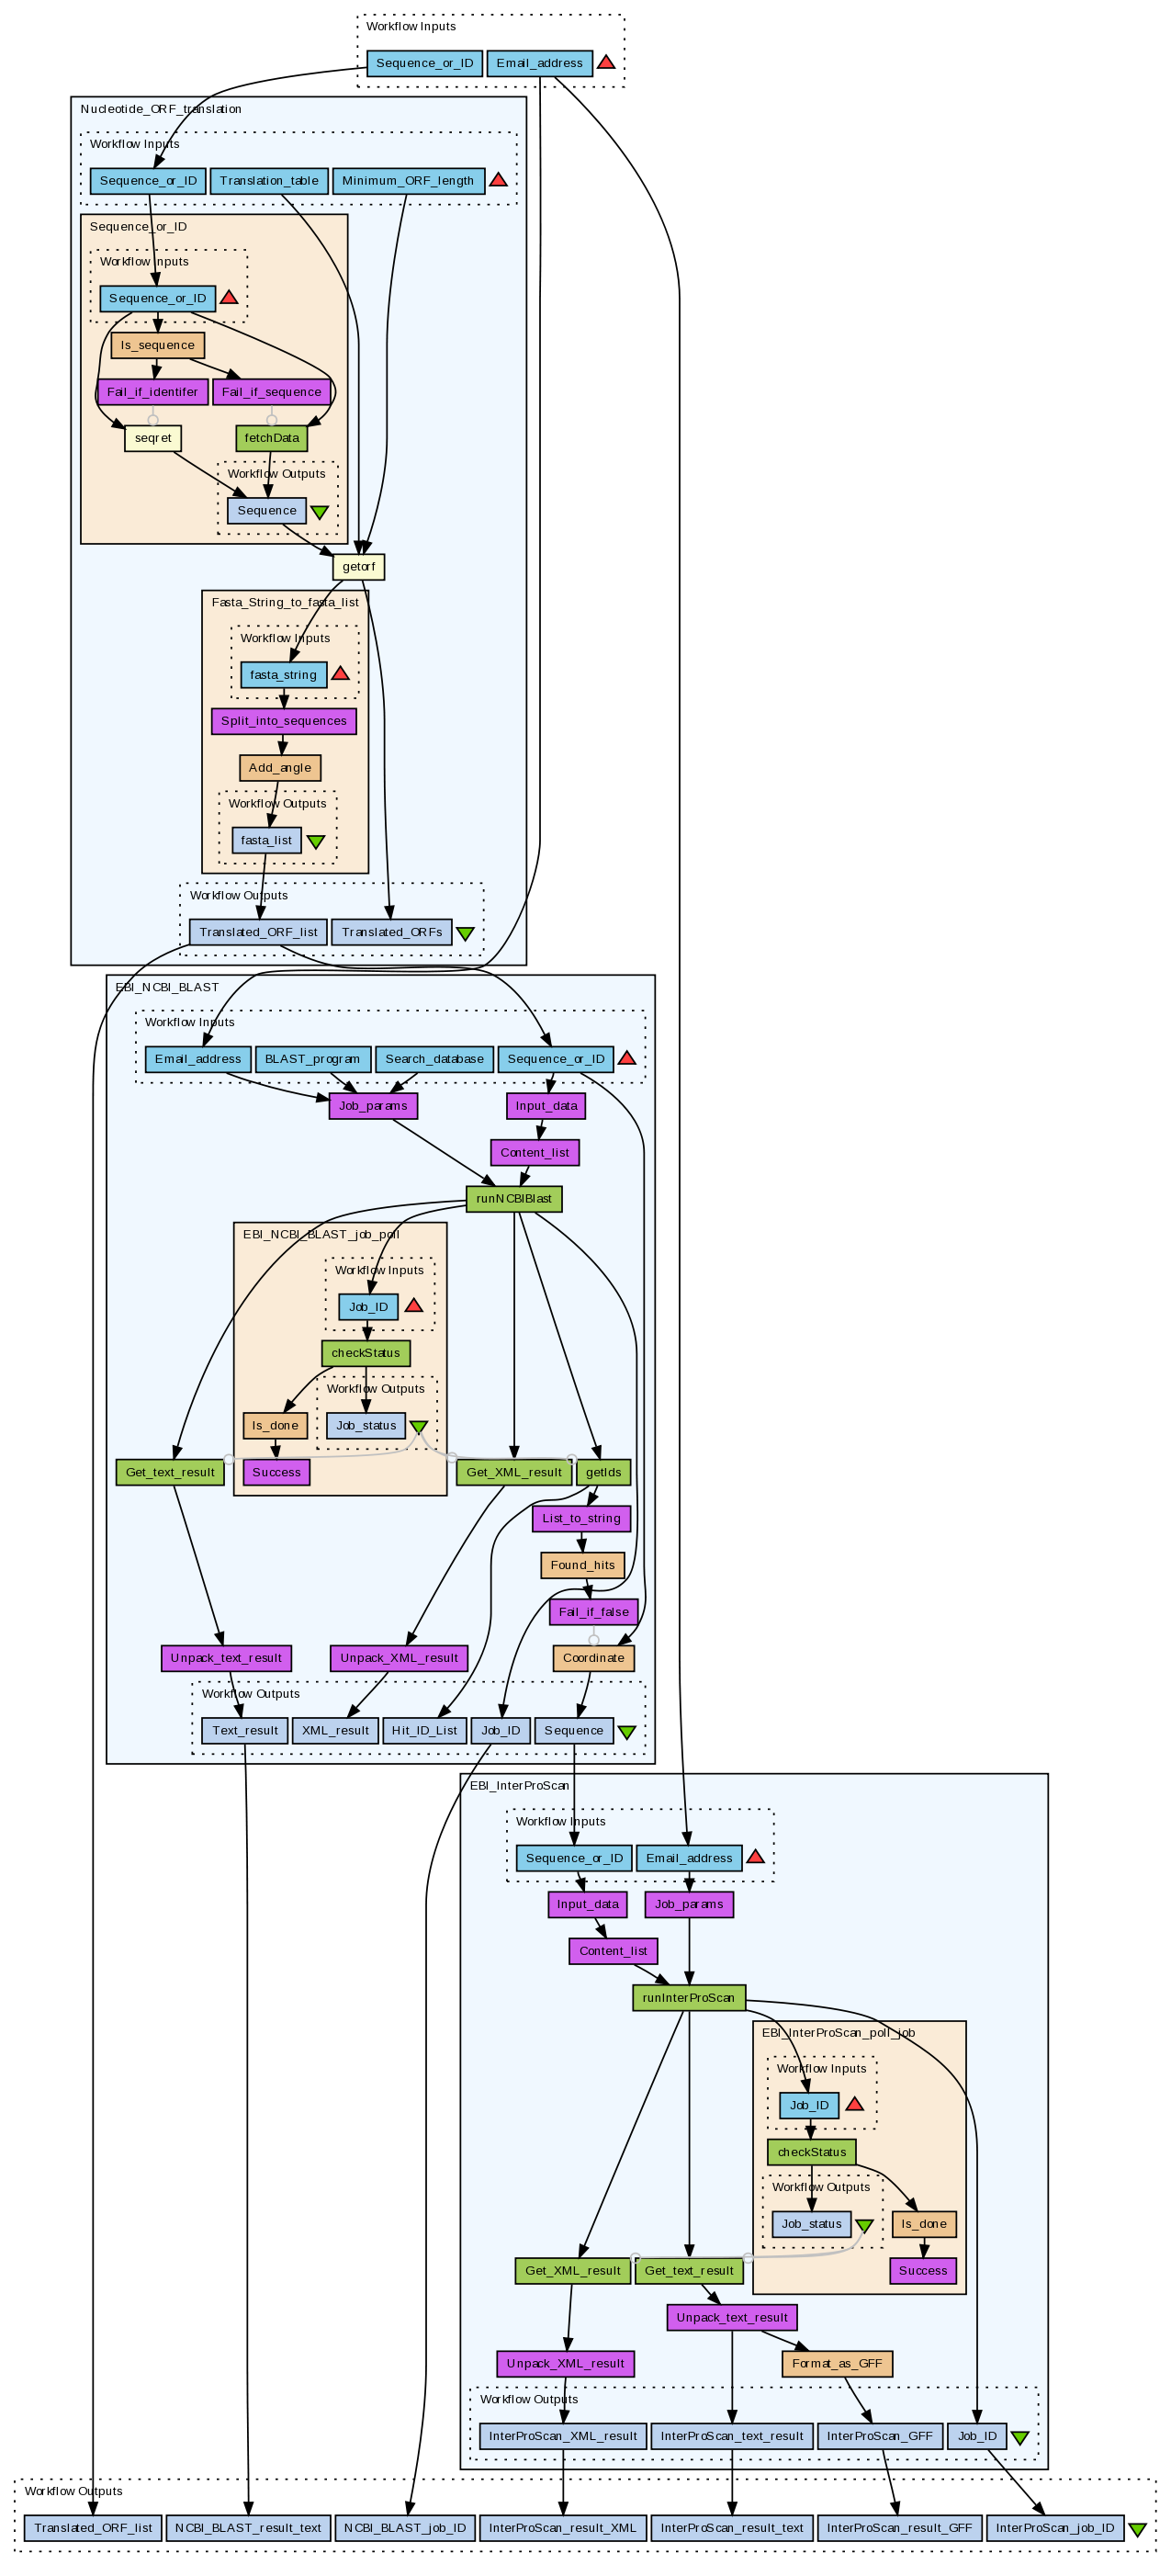 Workflow Inputs
Sequence_or_ID
Email_address
Nucleotide_ORF_translation
Workflow Inputs
Sequence_or_ID
Translation_table
Minimum_ORF_length
Sequence_or_ID
Workflow Inputs
Sequence_or_ID
Is_sequence
Fail_if_identifer
Fail_if_sequence
seqret
fetchData
Workflow Outputs
Sequence
getorf
Fasta_String_to_fasta_list
Workflow Inputs
fasta_string
Split_into_sequences
Add_angle
Workflow Outputs
fasta_list
Workflow Outputs
Translated_ORF_list
Translated_ORFs
EBI_NCBI_BLAST
Workflow Inputs
Email_address
BLAST_program
Search_database
Sequence_or_ID
Job_params
Input_data
Content_list
runNCBIBlast
EBI_NCBI_BLAST_job_poll
Workflow Inputs
Job_ID
checkStatus
Workflow Outputs
Is_done
Job_status
Get_text_result
Success
Get_XML_result
getIds
List_to_string
Found_hits
Fail_if_false
Unpack_text_result
Unpack_XML_result
Coordinate
Workflow Outputs
Text_result
XML_result
Hit_ID_List
Job_ID
Sequence
EBI_InterProScan
Workflow Inputs
Sequence_or_ID
Email_address
Input_data
Job_params
Content_list
runInterProScan
EBI_InterProScan_poll_job
Workflow Inputs
Job_ID
checkStatus
Workflow Outputs
Job_status
Is_done
Get_XML_result
Get_text_result
Success
Unpack_text_result
Unpack_XML_result
Format_as_GFF
Workflow Outputs
InterProScan_XML_result
InterProScan_text_result
InterProScan_GFF
Job_ID
Workflow Outputs
Translated_ORF_list
NCBI_BLAST_result_text
NCBI_BLAST_job_ID
InterProScan_result_XML
InterProScan_result_text
InterProScan_result_GFF
InterProScan_job_ID